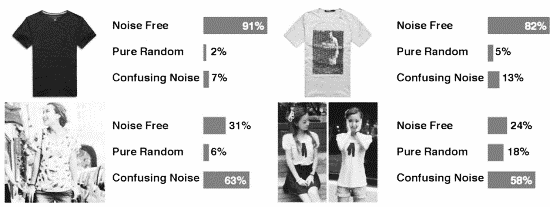 Noise Free 91%
Pure Random 2%
Confusing Noise 7%
Noise Free 82%
Pure Random 5%
Confusing Noise 13%
Noise Free 31%
Pure Random 6%
Confusing Noise 63%
Noise Free 24%
Pure Random 18%
Confusing Noise 58%